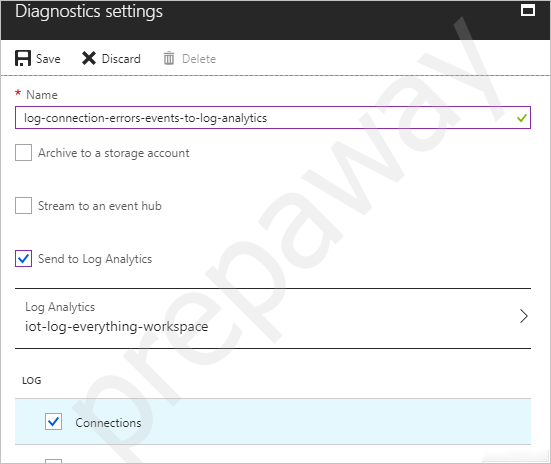 Diagnostics settings
Save Discard Delete
* Name
log-connection-errors-events-to-log-analytics
Archive to a storage account
Stream to an event hub
Send to Log Analytics
Log Analytics
iot-log-everything-workspace
LOG
Connections
prepaway